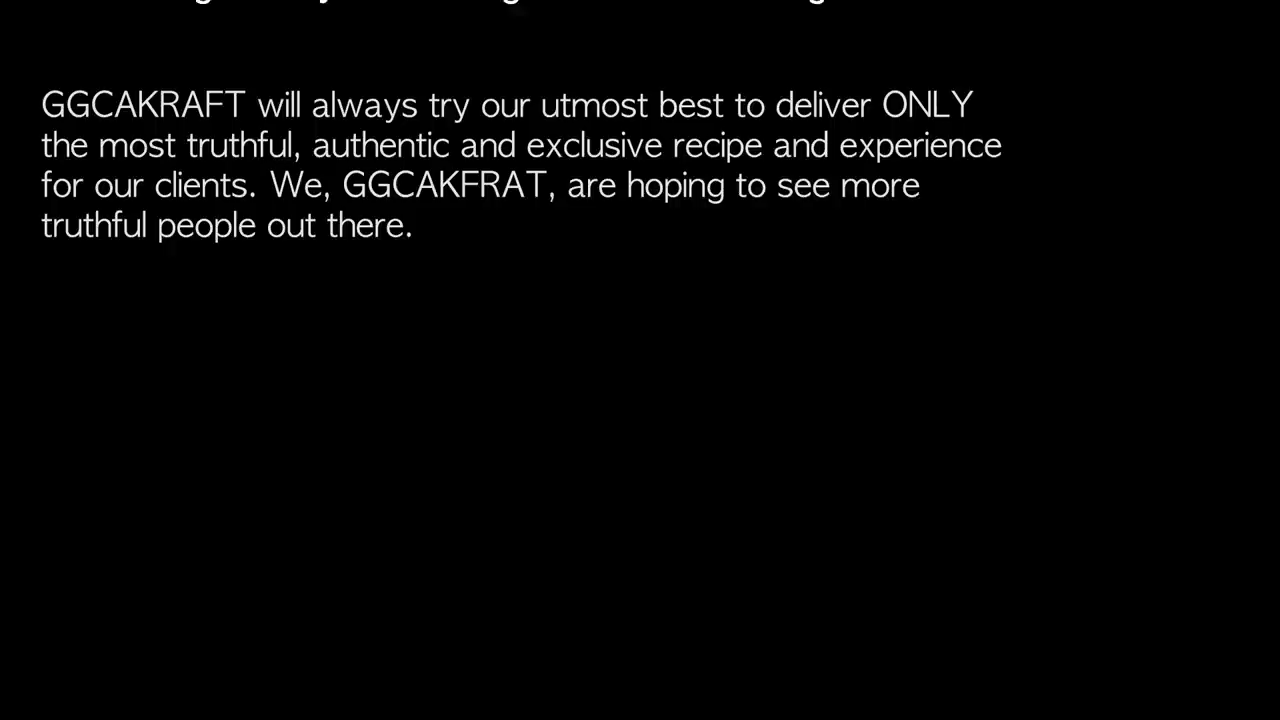 GGCAKRAFT will always try our utmost best to deliver ONLY
the most truthful, authentic and exclusive recipe and experience
for our clients. We, GGCAKFRAT, are hoping to see more
truthful people out there.